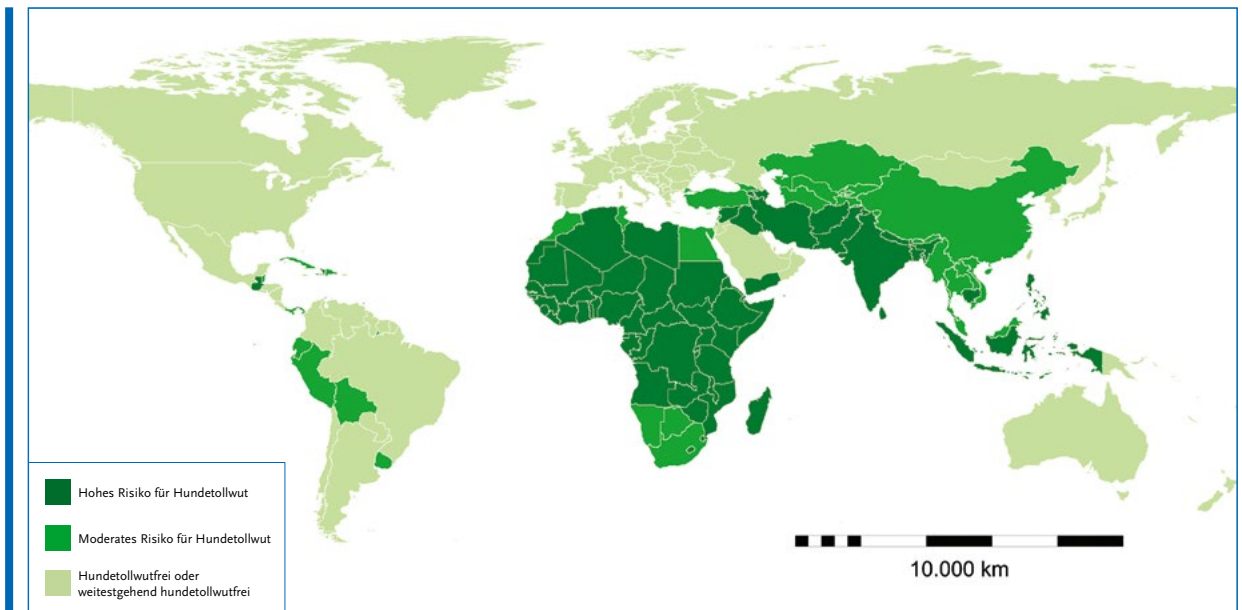 Hohes Risiko für Hundetollwut
Moderates Risiko für Hundetollwut
Hundetollwutfrei oder
weitestgehend hundetollwutfrei
10.000 km